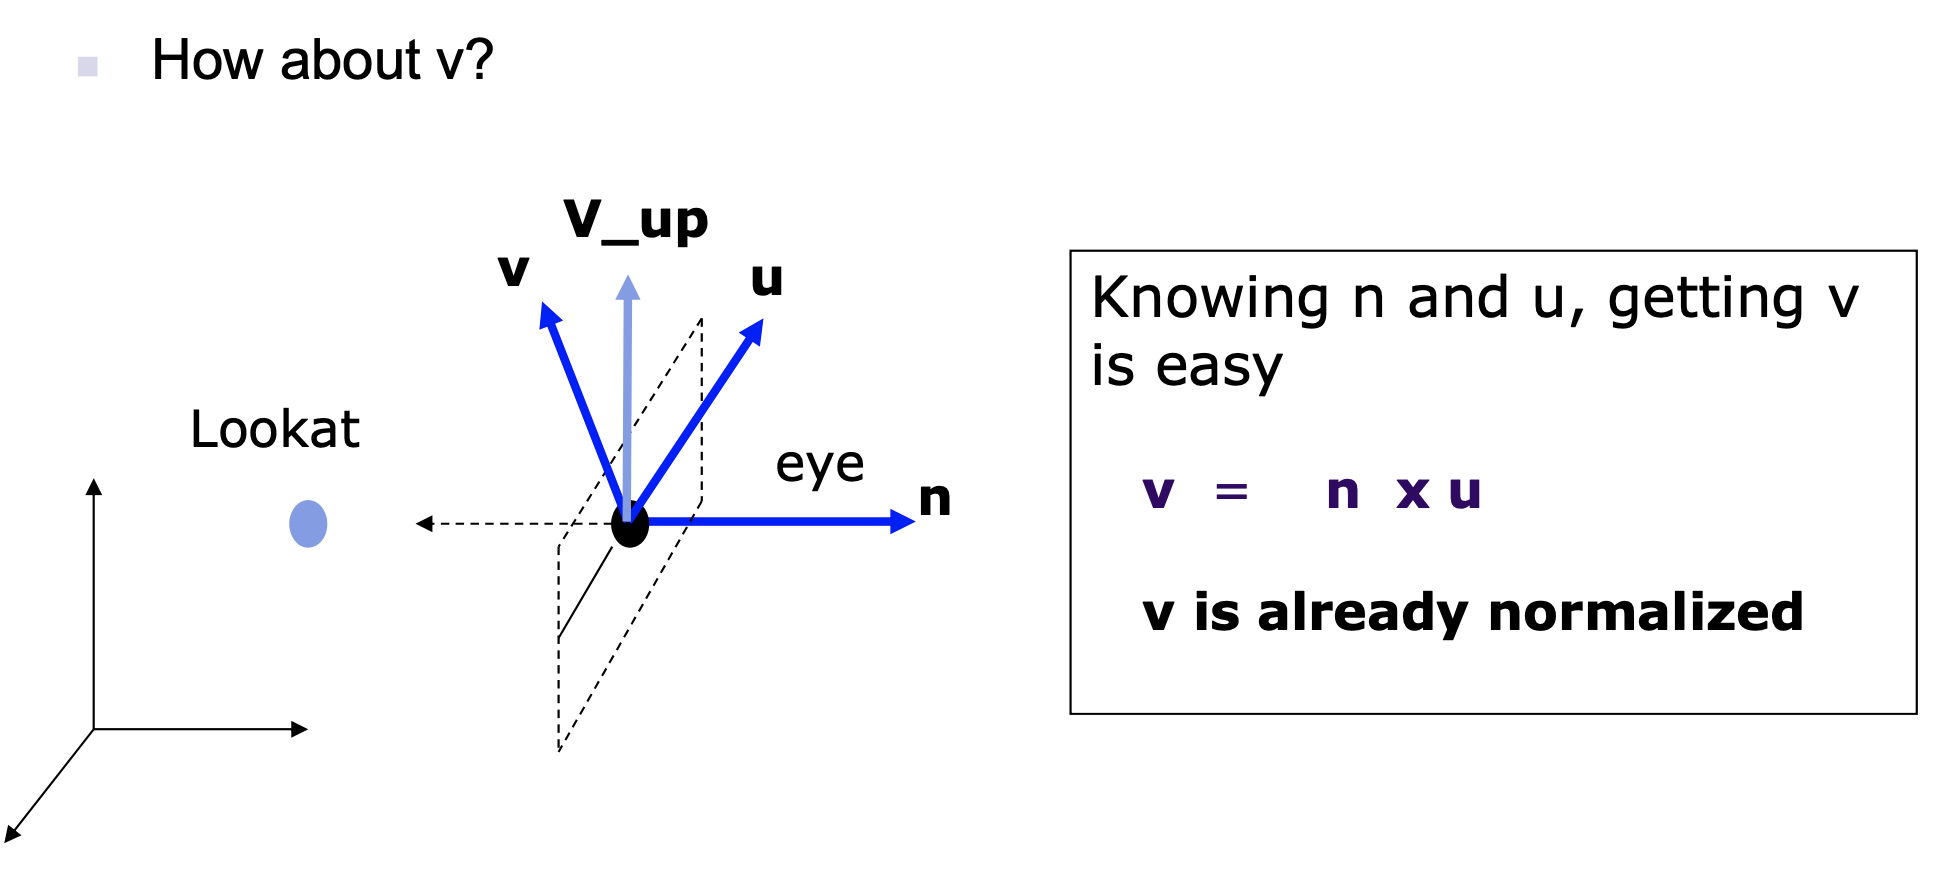 How about v?
V_up
v
u
Lookat
eye
n
Knowing n and u, getting v
is easy
v = n x u
v is already normalized